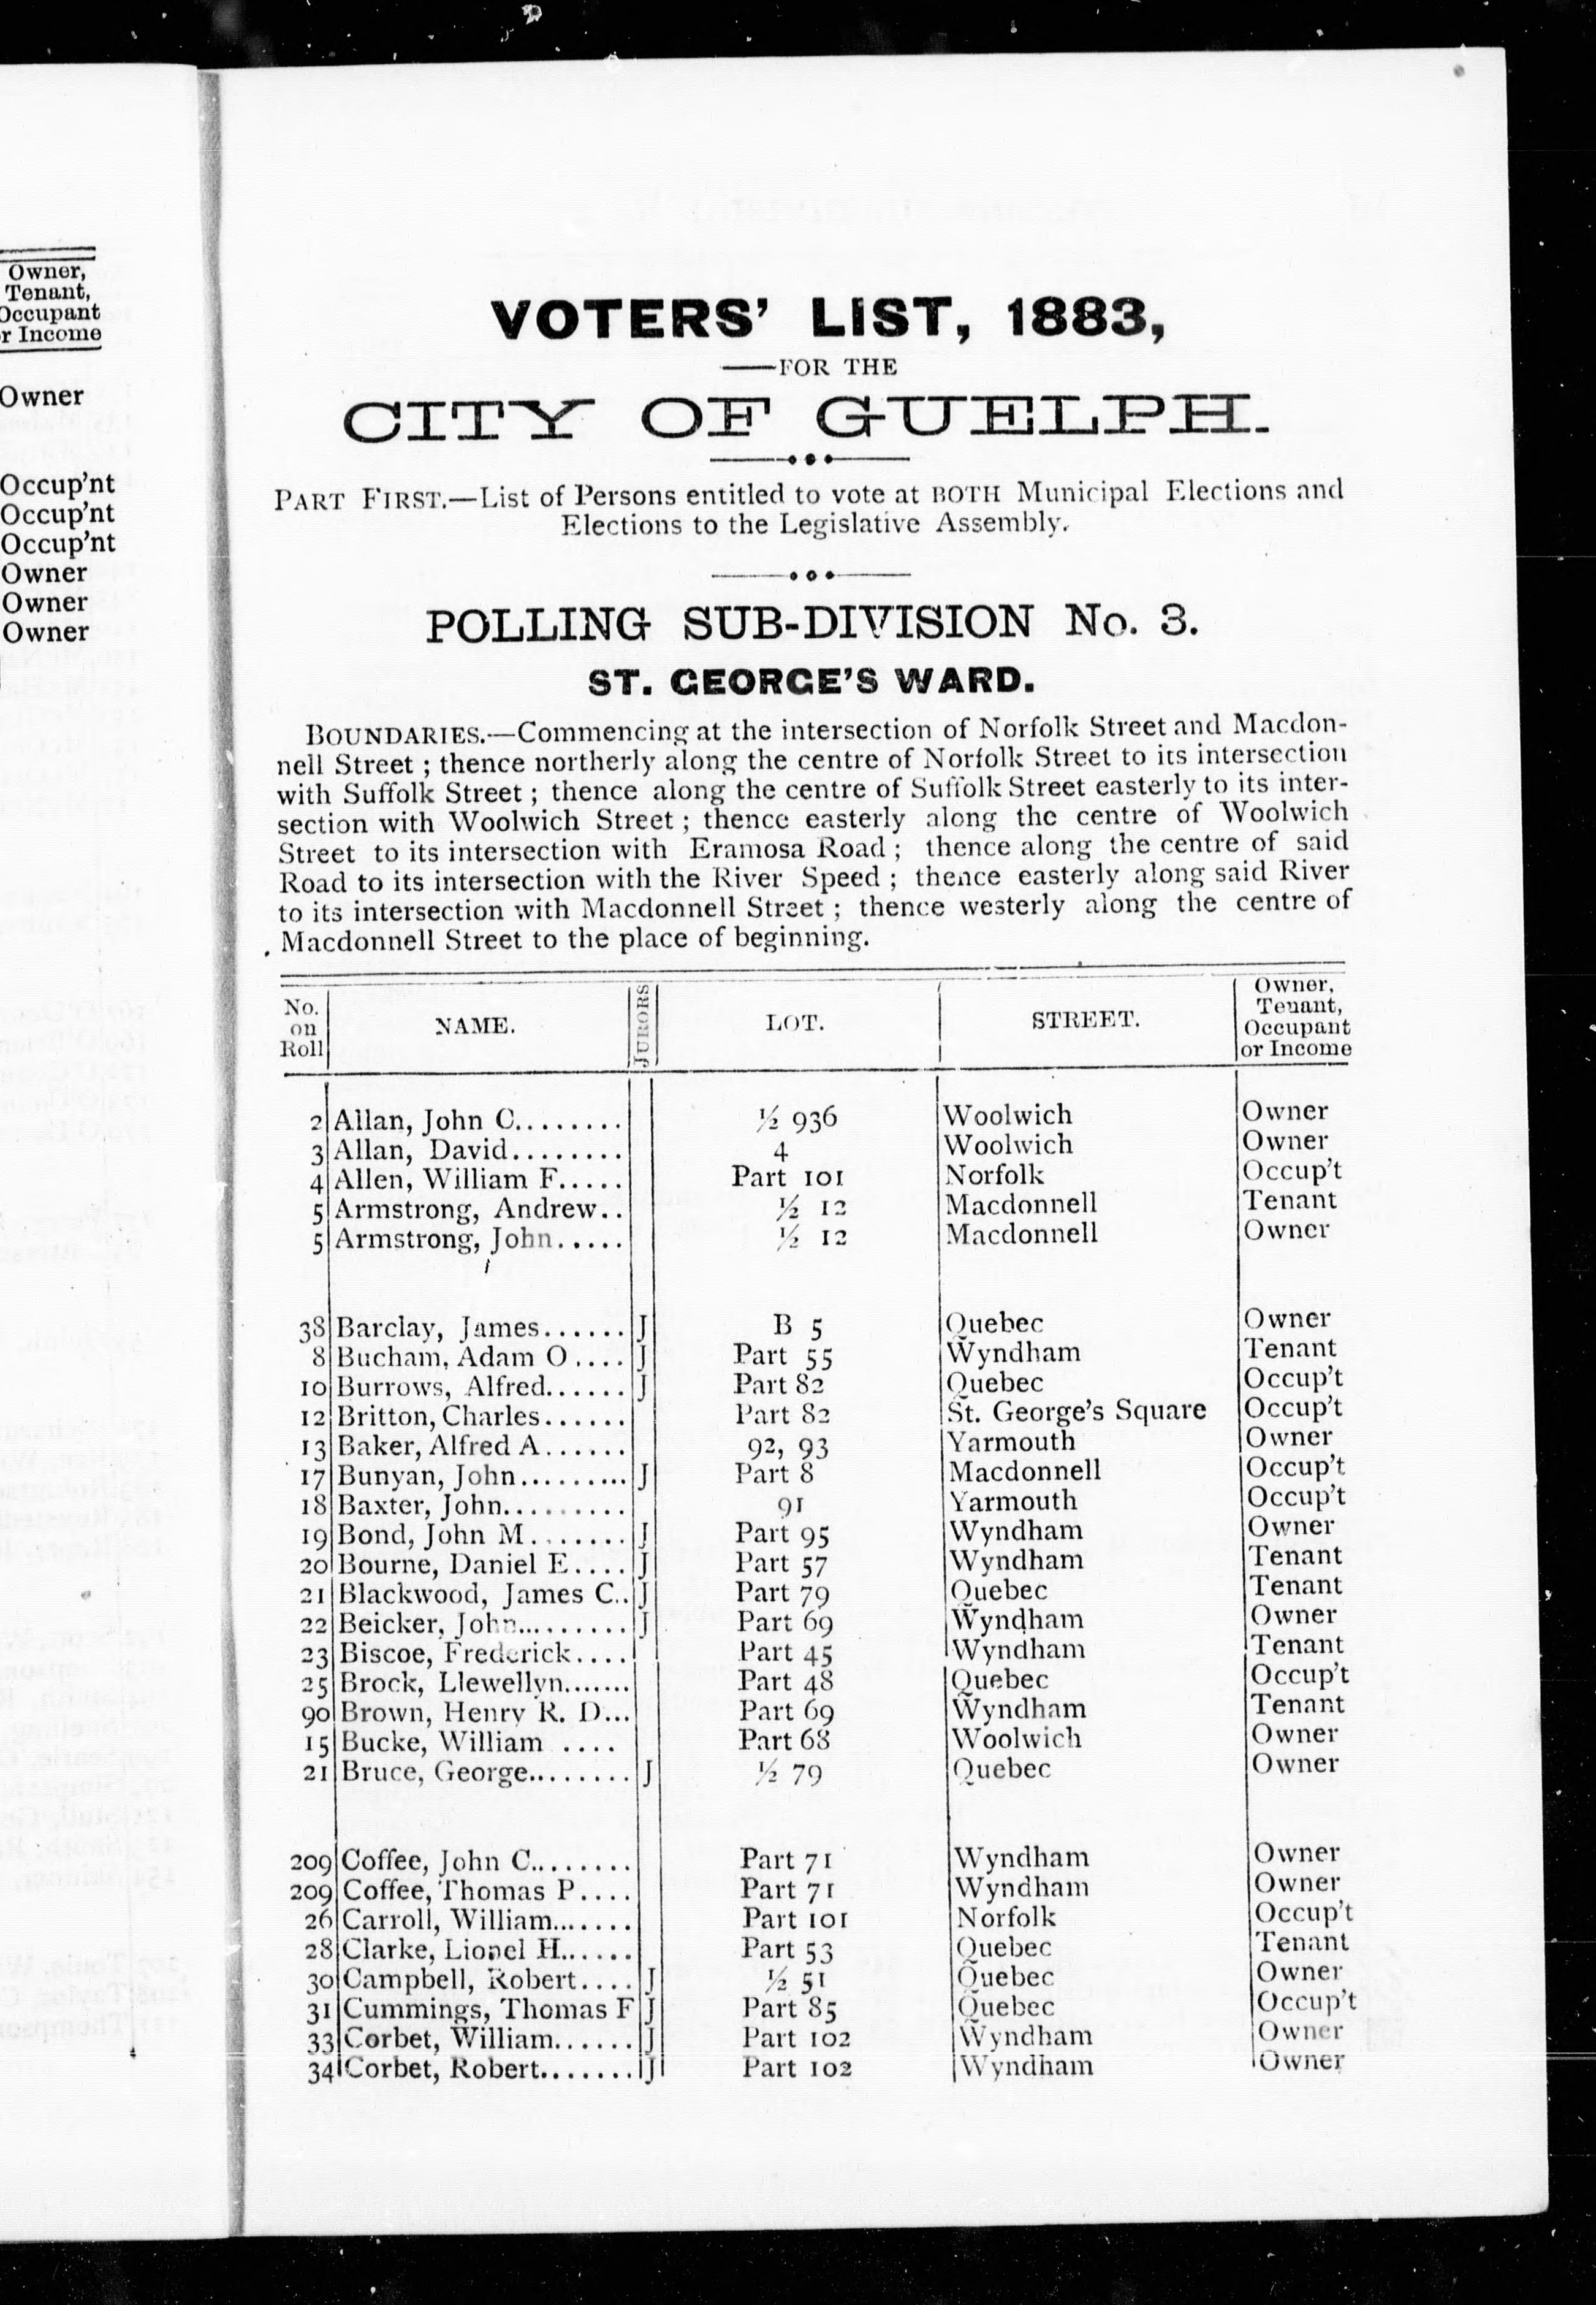 Owner,
Tenant,
Occupant
r Income
Owner
Occup'nt
Occup'nt
Occup'nt
Owner
Owner
Owner
VOTERS' LIST, 1883,
—FOR THE
CITY OF GUELPH.
PART FIRST.—List of Persons entitled to vote at BOTH Municipal Elections and
Elections to the Legislative Assembly.
POLLING SUB-DIVISION No. 3.
ST. GEORGE'S WARD.
BOUNDARIES.—Commencing at the intersection of Norfolk Street and Macdon-
nell Street ; thence northerly along the centre of Norfolk Street to its intersection
with Suffolk Street ; thence along the centre of Suffolk Street easterly to its inter-
section with Woolwich Street ; thence easterly along the centre of Woolwich
Street to its intersection with Eramosa Road ; thence along the centre of said
Road to its intersection with the River Speed ; thence easterly along said River
to its intersection with Macdonnell Street ; thence westerly along the centre of
Macdonnell Street to the place of beginning.
No. on Roll NAME. JURORS LOT. STREET. Owner, Tenant, Occupant or Income
2 Allan, John C........ ½ 936 Woolwich Owner
3 Allan, David........ 4 Woolwich Owner
4 Allen, William F..... Part 101 Norfolk Occup't
5 Armstrong, Andrew.. ½ 12 Macdonnell Tenant
5 Armstrong, John..... ½ 12 Macdonnell Owner
38 Barclay, James...... J B 5 Quebec Owner
8 Bucham, Adam O.... J Part 55 Wyndham Tenant
10 Burrows, Alfred...... J Part 82 Quebec Occup't
12 Britton, Charles...... Part 82 St. George's Square Occup't
13 Baker, Alfred A....... 92, 93 Yarmouth Owner
17 Bunyan, John......... J Part 8 Macdonnell Occup't
18 Baxter, John.......... 91 Yarmouth Occup't
19 Bond, John M........ J Part 95 Wyndham Owner
20 Bourne, Daniel E.... J Part 57 Wyndham Tenant
21 Blackwood, James C.. J Part 79 Quebec Tenant
22 Beicker, John......... J Part 69 Wyndham Owner
23 Biscoe, Frederick.... Part 45 Wyndham Tenant
25 Brock, Llewellyn....... Part 48 Quebec Occup't
90 Brown, Henry R. D... Part 69 Wyndham Tenant
15 Bucke, William .... Part 68 Woolwich Owner
21 Bruce, George......... J ½ 79 Quebec Owner
209 Coffee, John C........ Part 71 Wyndham Owner
209 Coffee, Thomas P.... Part 71 Wyndham Owner
26 Carroll, William....... Part 101 Norfolk Occup't
28 Clarke, Lionel H...... Part 53 Quebec Tenant
30 Campbell, Robert.... J ½ 51 Quebec Owner
31 Cummings, Thomas F J Part 85 Quebec Occup't
33 Corbet, William...... J Part 102 Wyndham Owner
34 Corbet, Robert....... J Part 102 Wyndham Owner